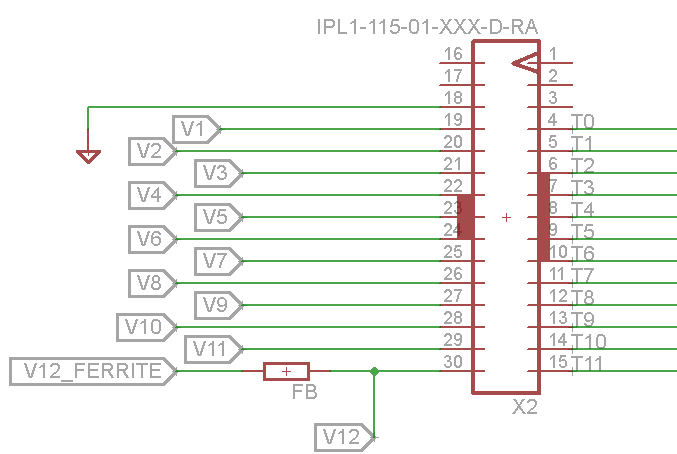 IPL1-115-01-XXX-D-RA
16 1
17 2
18 3
V1 19 4 T0
V2 20 5 T1
V3 21 6 T2
V4 22 7 T3
V5 23 8 T4
V6 24 9 T5
V7 25 10 T6
V8 26 11 T7
V9 27 12 T8
V10 28 13 T9
V11 29 14 T10
V12_FERRITE 30 15 T11
FB
X2
V12